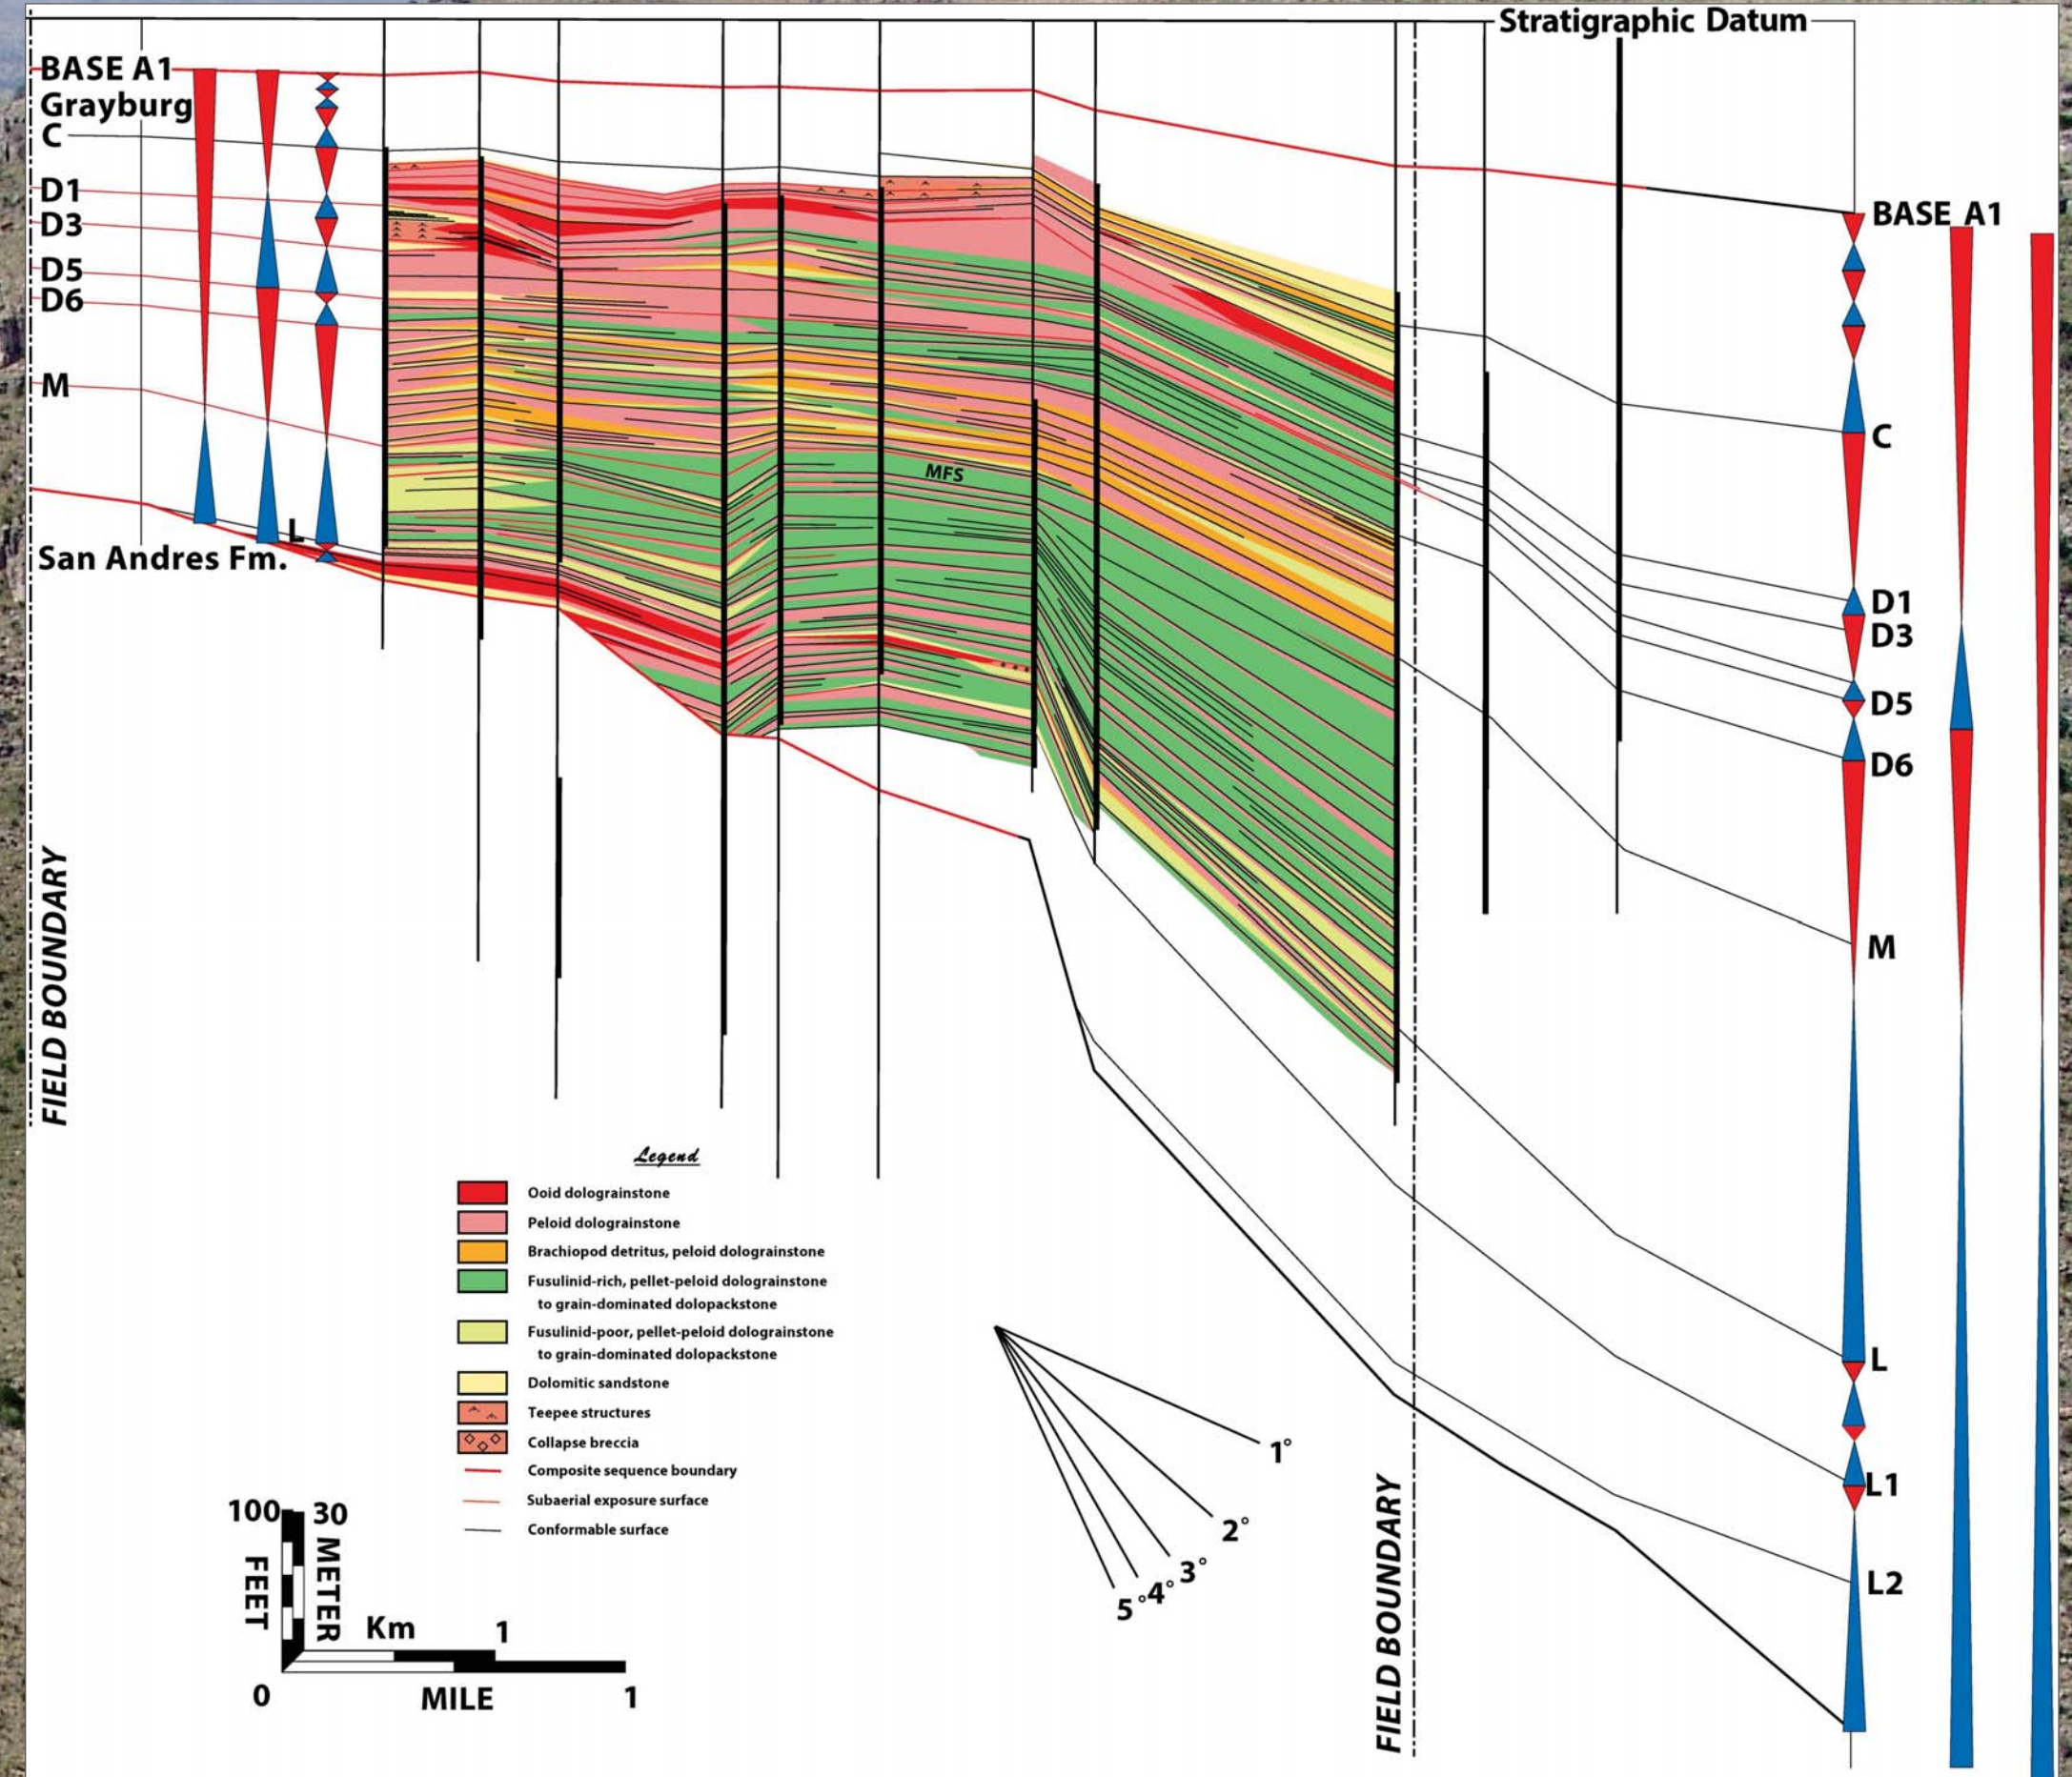 Stratigraphic Datum
BASE A1
Grayburg
C
D1
D3
D5
D6
M
L
San Andres Fm.
FIELD BOUNDARY
MFS
BASE A1
C
D1
D3
D5
D6
M
L
L1
L2
FIELD BOUNDARY
Legend
Ooid dolograinstone
Peloid dolograinstone
Brachiopod detritus, peloid dolograinstone
Fusulinid-rich, pellet-peloid dolograinstone
to grain-dominated dolopackstone
Fusulinid-poor, pellet-peloid dolograinstone
to grain-dominated dolopackstone
Dolomitic sandstone
Teepee structures
Collapse breccia
Composite sequence boundary
Subaerial exposure surface
Conformable surface
1°
2°
3°
4°
5°
100 30
FEET
METER
Km 1
0 MILE 1